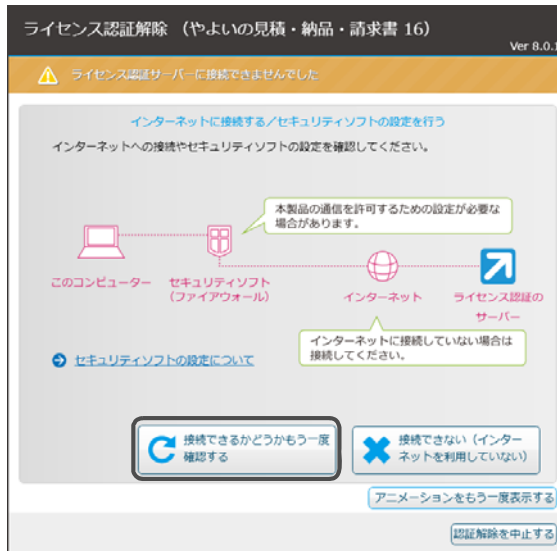 ライセンス認証解除 (やよいの見積・納品・請求書 16)
Ver 8.0.1
ライセンス認証サーバーに接続できませんでした
インターネットに接続する/セキュリティソフトの設定を行う
インターネットへの接続やセキュリティソフトの設定を確認してください。
本製品の通信を許可するための設定が必要な
場合があります。
このコンピューター
セキュリティソフト
(ファイアウォール)
インターネット
ライセンス認証の
サーバー
インターネットに接続していない場合は
接続してください。
セキュリティソフトの設定について
接続できるかどうかもう一度
確認する
接続できない(インター
ネットを利用していない)
アニメーションをもう一度表示する
認証解除を中止する